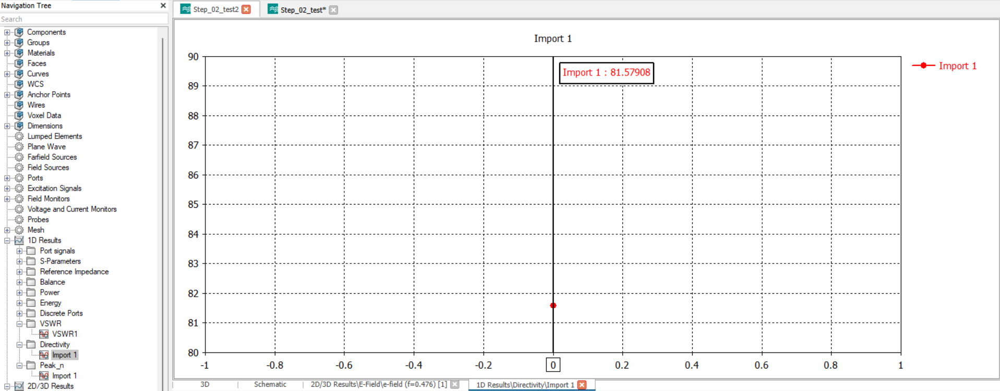 Navigation Tree
Search
Components
Groups
Materials
Faces
Curves
WCS
Anchor Points
Wires
Voxel Data
Dimensions
Lumped Elements
Plane Wave
Farfield Sources
Field Sources
Ports
Excitation Signals
Field Monitors
Voltage and Current Monitors
Probes
Mesh
1D Results
Port signals
S-Parameters
Reference Impedance
Balance
Power
Energy
Discrete Ports
VSWR
VSWR1
Directivity
Import 1
Peak_n
Import 1
2D/3D Results
Step_02_test2
Step_02_test*
Import 1
90
89
88
87
86
85
84
83
82
81
80
Import 1 : 81.57908
Import 1
-1 -0.8 -0.6 -0.4 -0.2 0 0.2 0.4 0.6 0.8 1
3D
Schematic
2D/3D Results\E-Field\e-field (f=0.476) [1]
1D Results\Directivity\Import 1